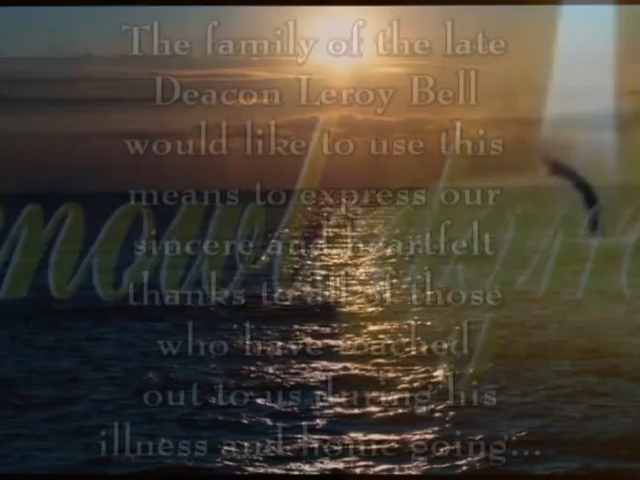 The family of the late
Deacon Leroy Bell
would like to use this
means to express our
sincere and heartfelt
thanks to all of those
who have reached
out to us during his
illness and home going...